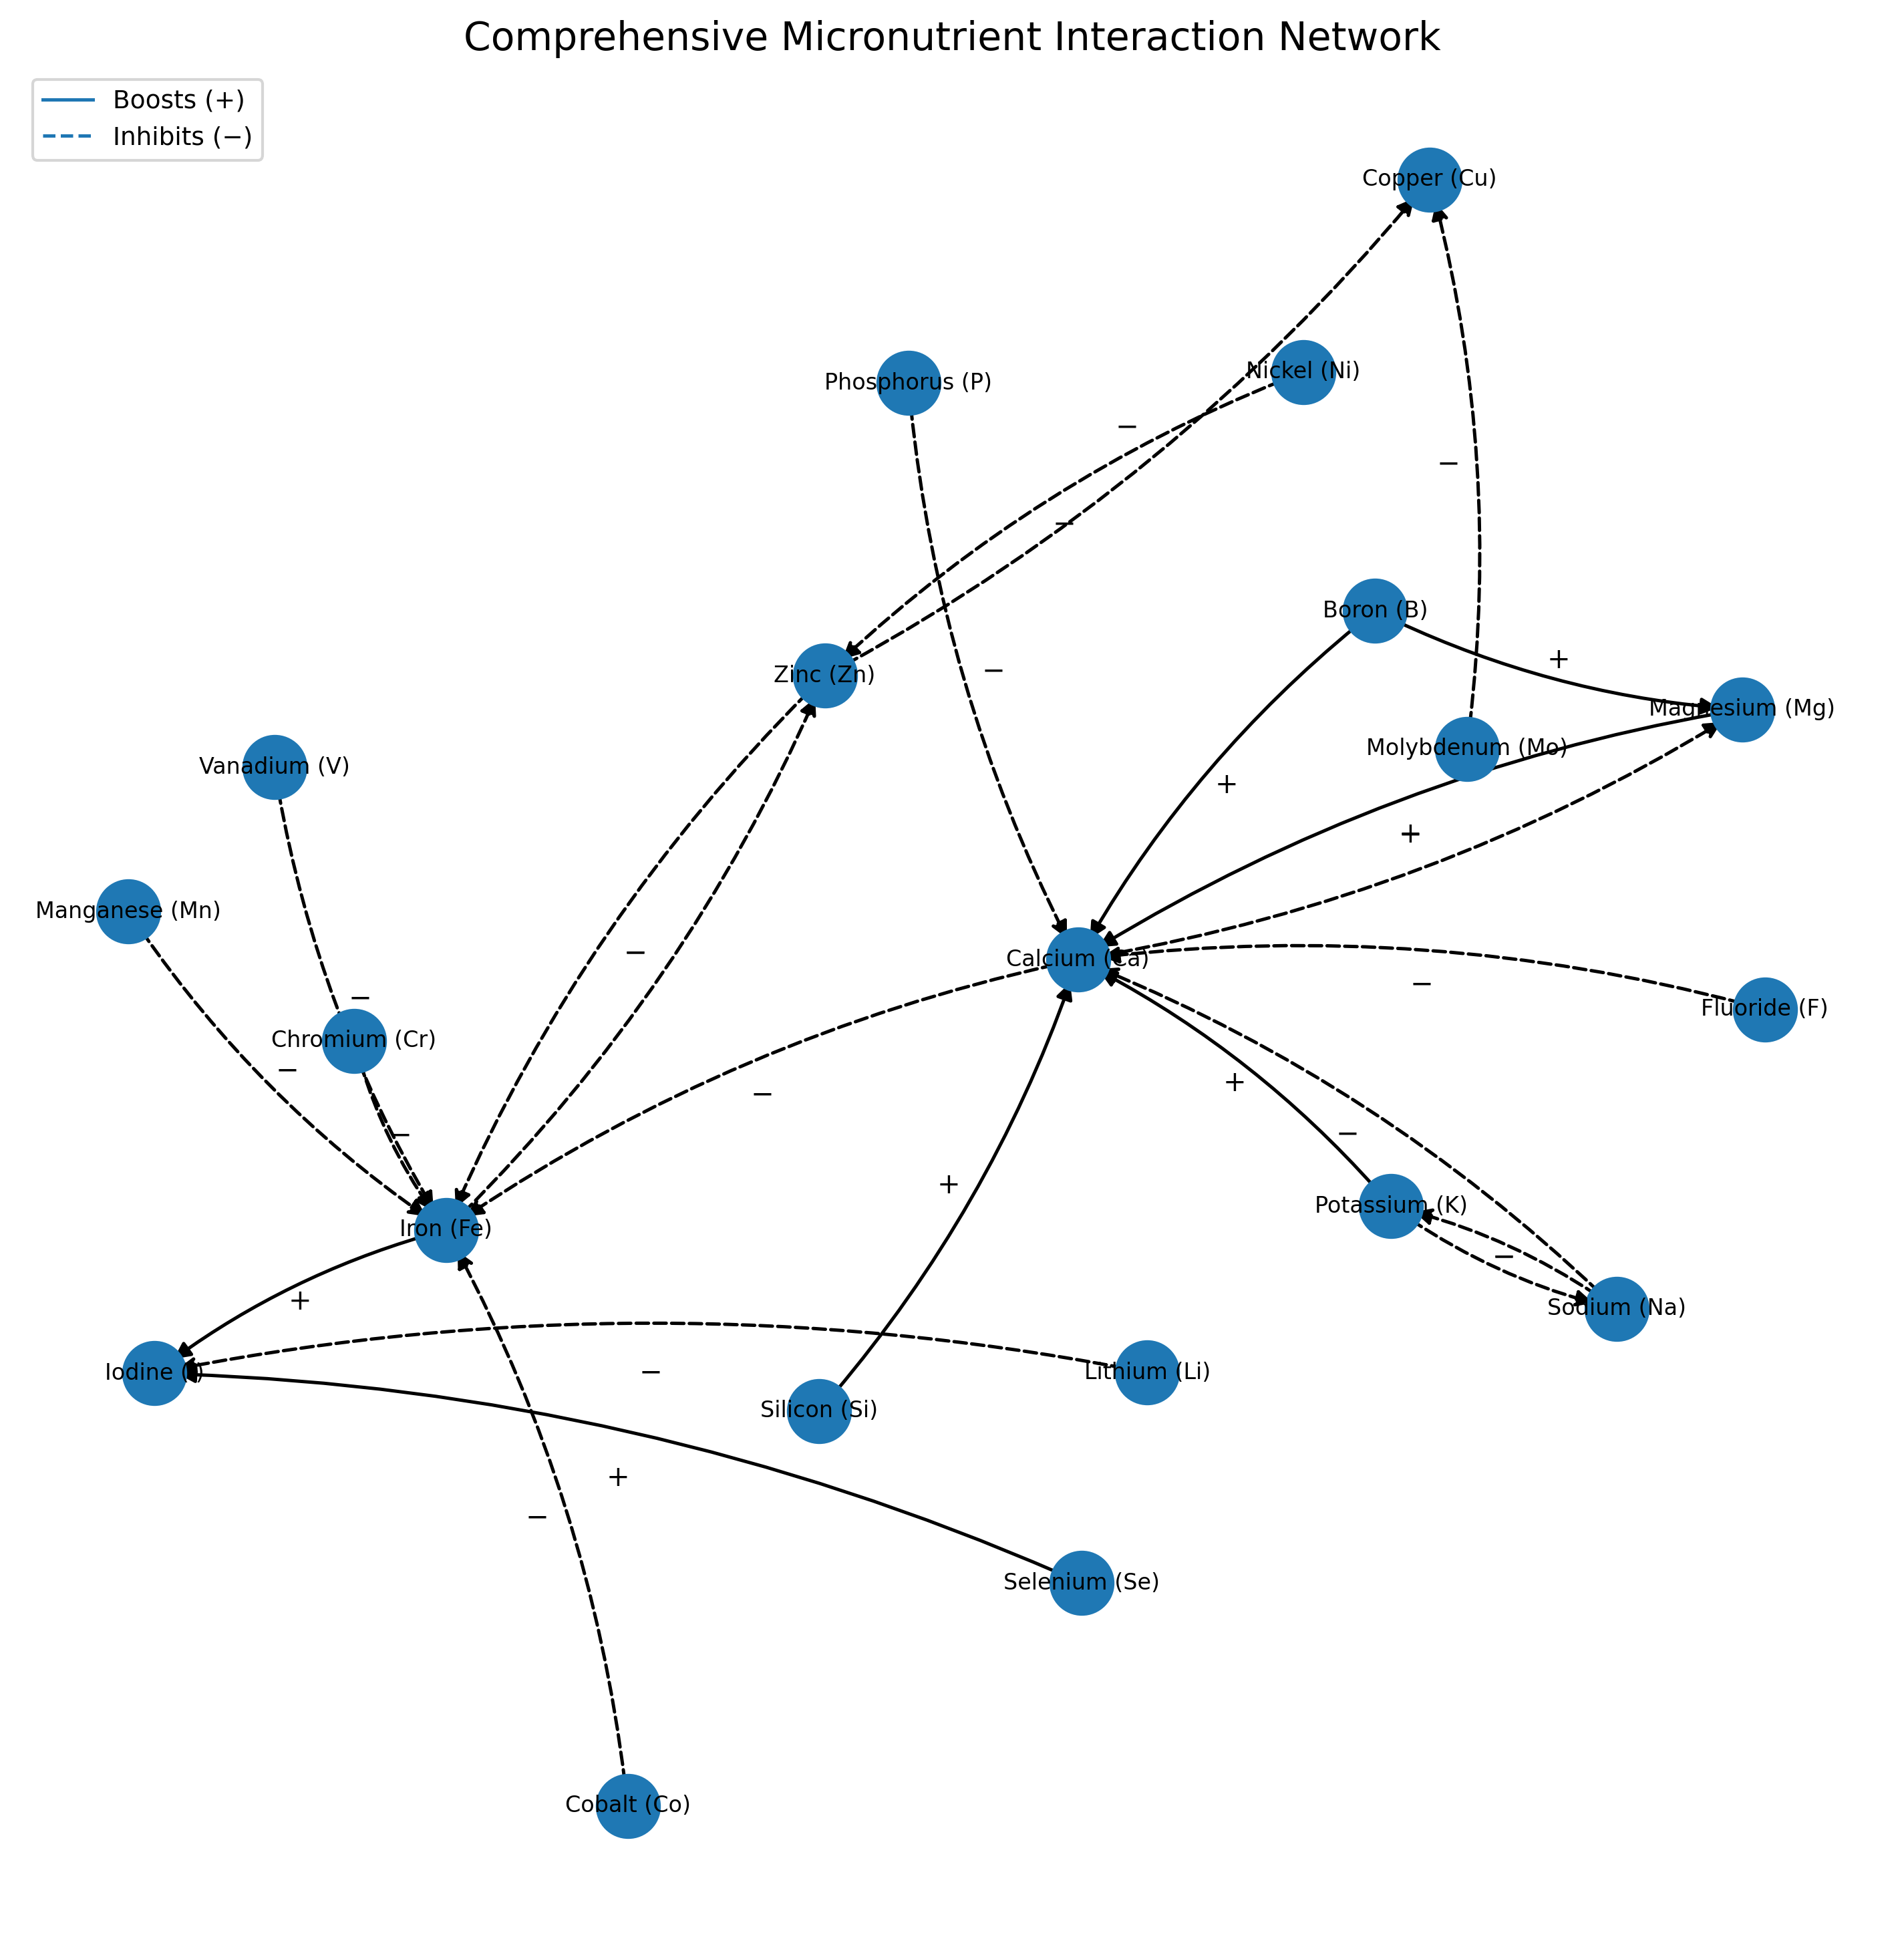 Comprehensive Micronutrient Interaction Network
Boosts (+)
Inhibits (−)
Copper (Cu)
Nickel (Ni)
Phosphorus (P)
−
−
−
Boron (B)
+
−
Zinc (Zn)
Magnesium (Mg)
Molybdenum (Mo)
Vanadium (V)
+
+
Manganese (Mn)
−
Calcium (Ca)
−
−
Fluoride (F)
Chromium (Cr)
−
+
−
−
−
+
Potassium (K)
Iron (Fe)
−
+
Sodium (Na)
Iodine (I)
−
Lithium (Li)
Silicon (Si)
+
−
Selenium (Se)
Cobalt (Co)